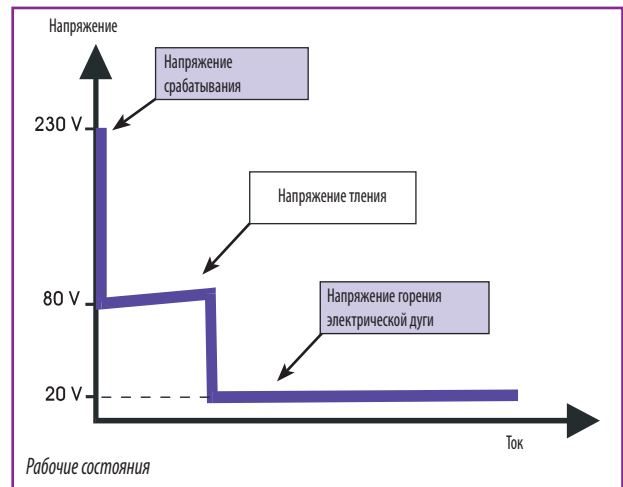 Напряжение
Напряжение
срабатывания
230 V
Напряжение тления
80 V
Напряжение горения
электрической дуги
20 V
Ток
Рабочие состояния